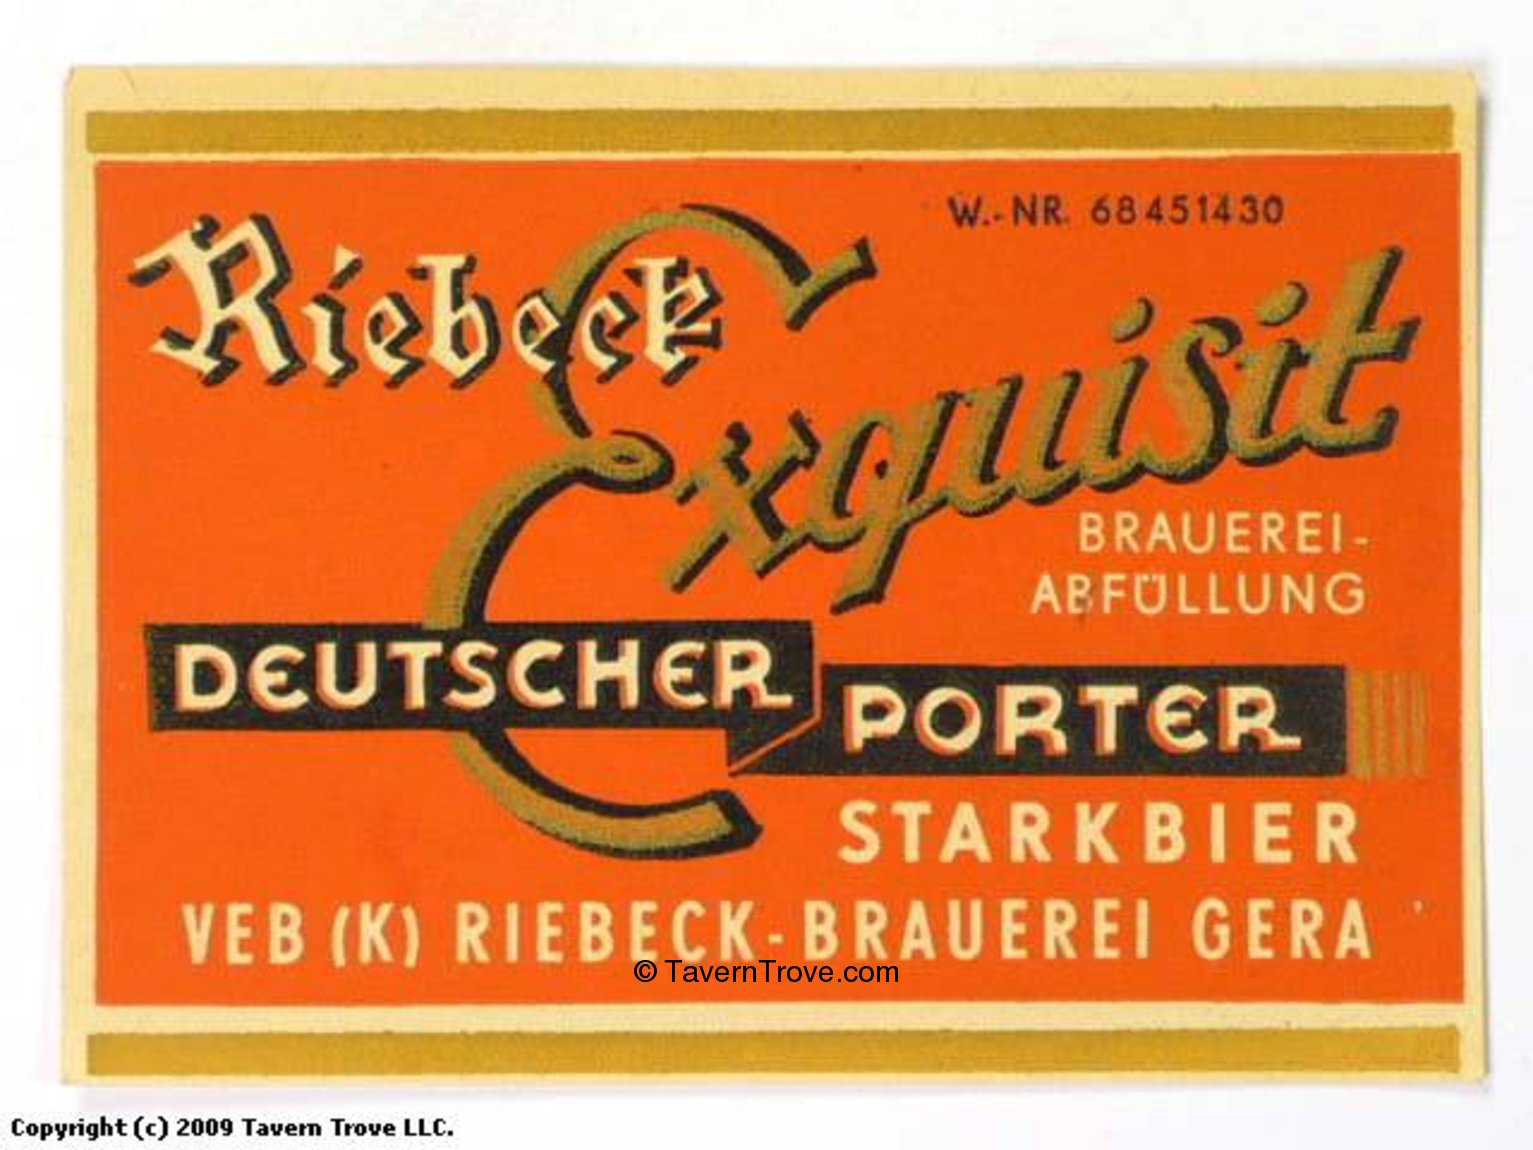 W.-NR. 68451430
Riebeck
Exquisit
BRAUEREI-
ABFÜLLUNG
DEUTSCHER
PORTER
STARKBIER
VEB (K) RIEBECK-BRAUEREI GERA
© TavernTrove.com
Copyright (c) 2009 Tavern Trove LLC.